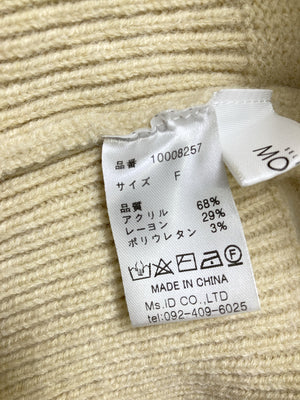 品番 10008257
サイズ F
品質
アクリル 68%
レーヨン 29%
ポリウレタン 3%
MADE IN CHINA
Ms.ID CO.,LTD
tel:092-409-6025
MO